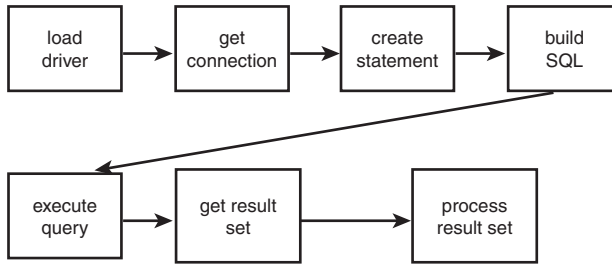 load
driver
get
connection
create
statement
build
SQL
execute
query
get result
set
process
result set